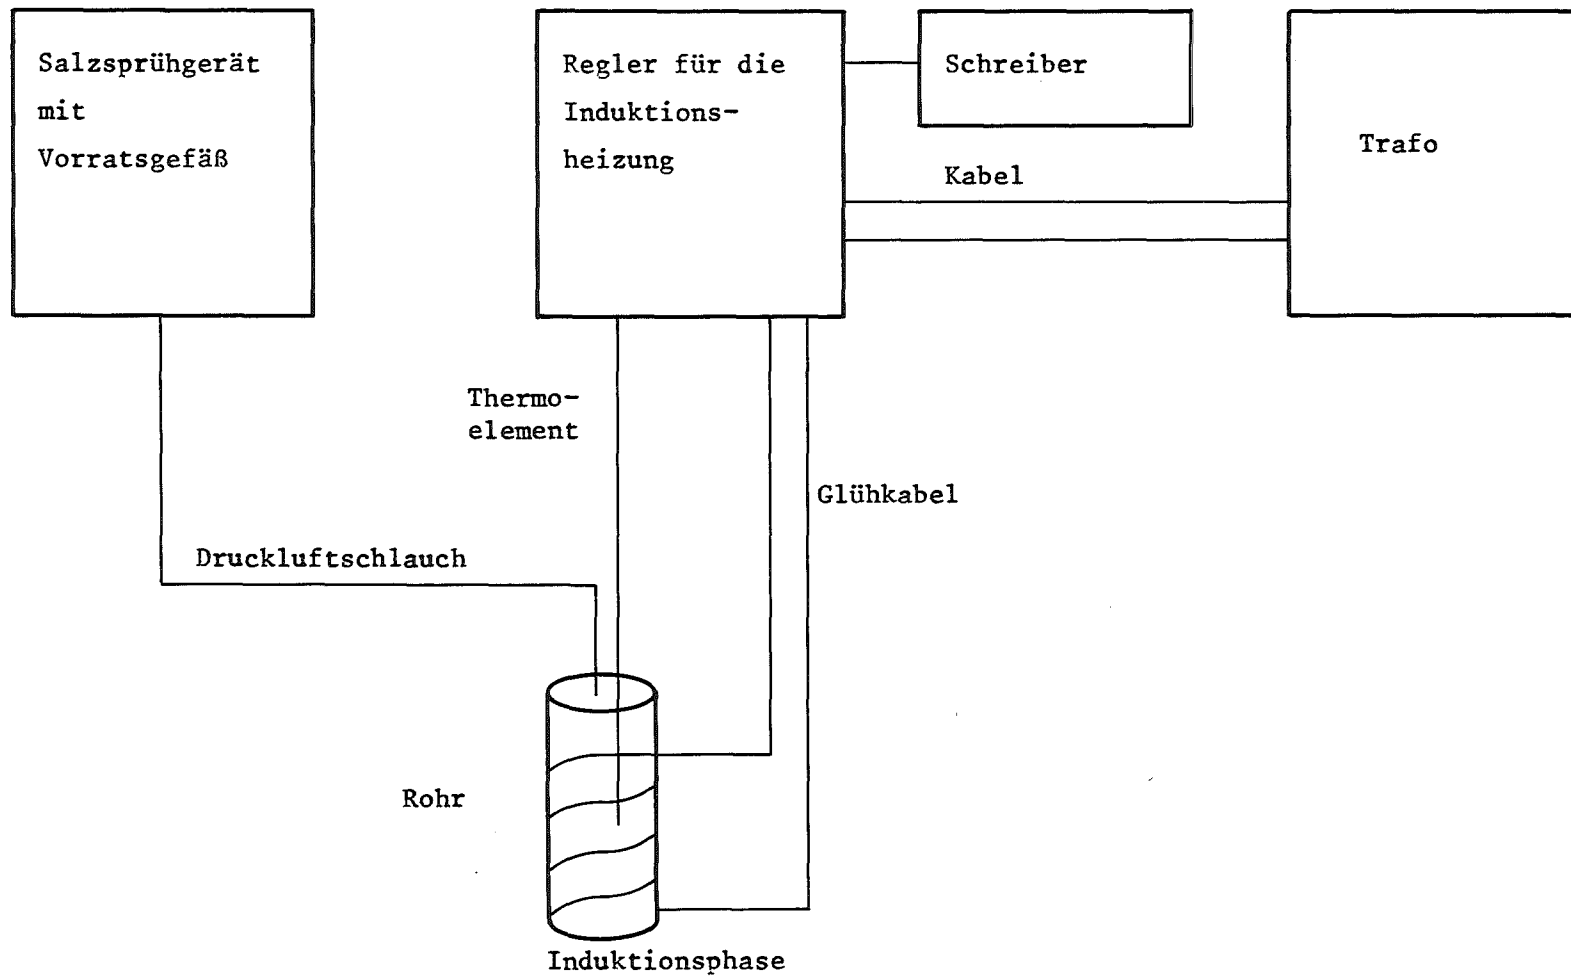 Salzsprühgerät
mit
Vorratsgefäß
Regler für die
Induktions-
heizung
Schreiber
Trafo
Kabel
Thermo-
element
Glühkabel
Druckluftschlauch
Rohr
Induktionsphase